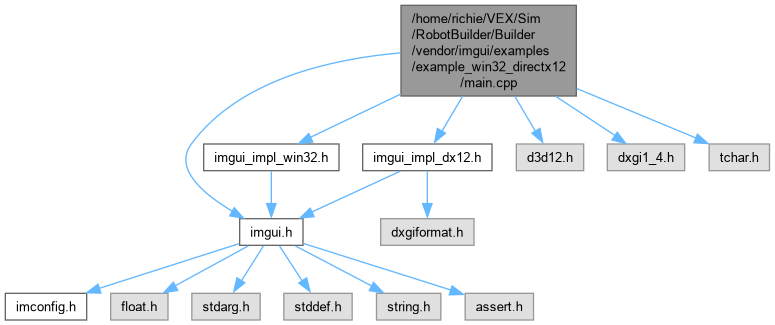 /home/richie/VEX/Sim
/RobotBuilder/Builder
/vendor/imgui/examples
/example_win32_directx12
/main.cpp
imgui_impl_win32.h
imgui_impl_dx12.h
d3d12.h
dxgi1_4.h
tchar.h
imgui.h
dxgiformat.h
imconfig.h
float.h
stdarg.h
stddef.h
string.h
assert.h